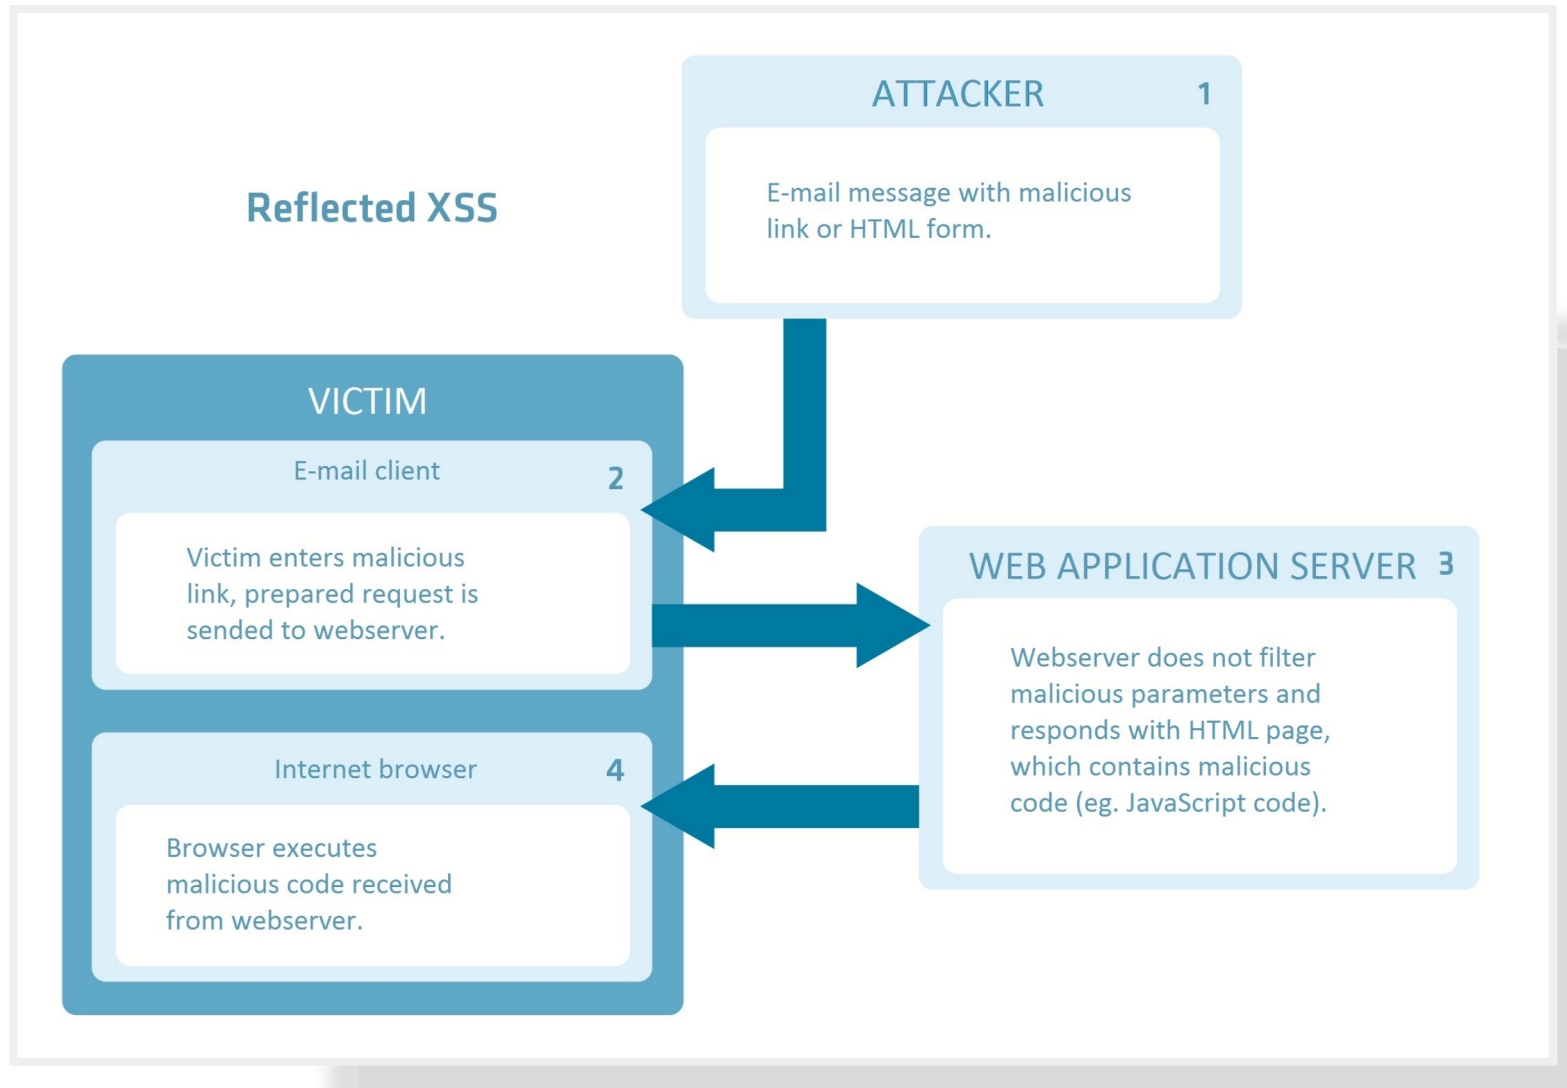 Reflected XSS
ATTACKER 1
E-mail message with malicious
link or HTML form.
VICTIM
E-mail client 2
Victim enters malicious
link, prepared request is
sended to webserver.
WEB APPLICATION SERVER 3
Webserver does not filter
malicious parameters and
responds with HTML page,
which contains malicious
code (eg. JavaScript code).
Internet browser 4
Browser executes
malicious code received
from webserver.